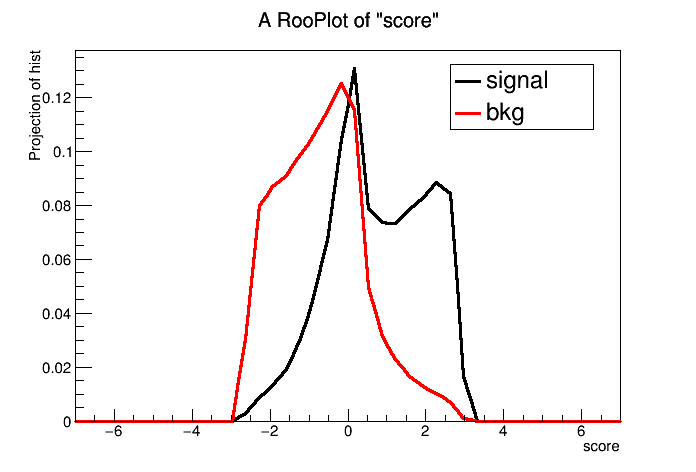 A RooPlot of "score"
Projection of hist
signal
bkg
0.12
0.1
0.08
0.06
0.04
0.02
0
−6 −4 −2 0 2 4 6
score